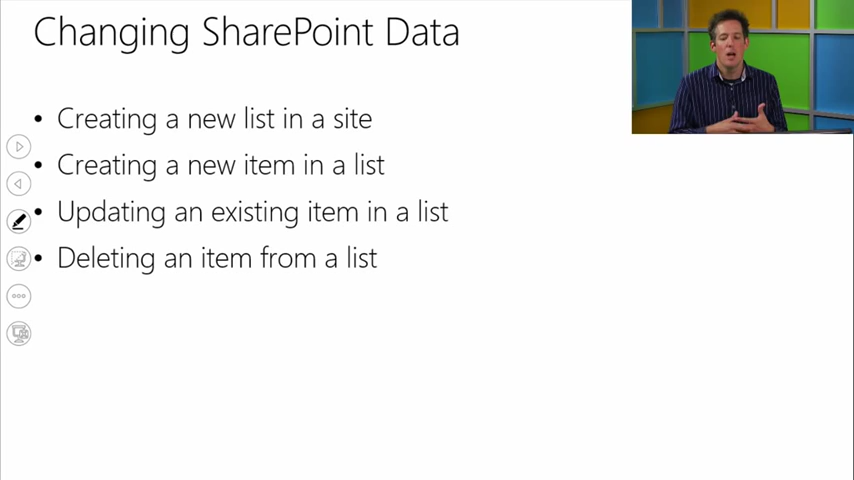 Changing SharePoint Data
• Creating a new list in a site
• Creating a new item in a list
• Updating an existing item in a list
• Deleting an item from a list